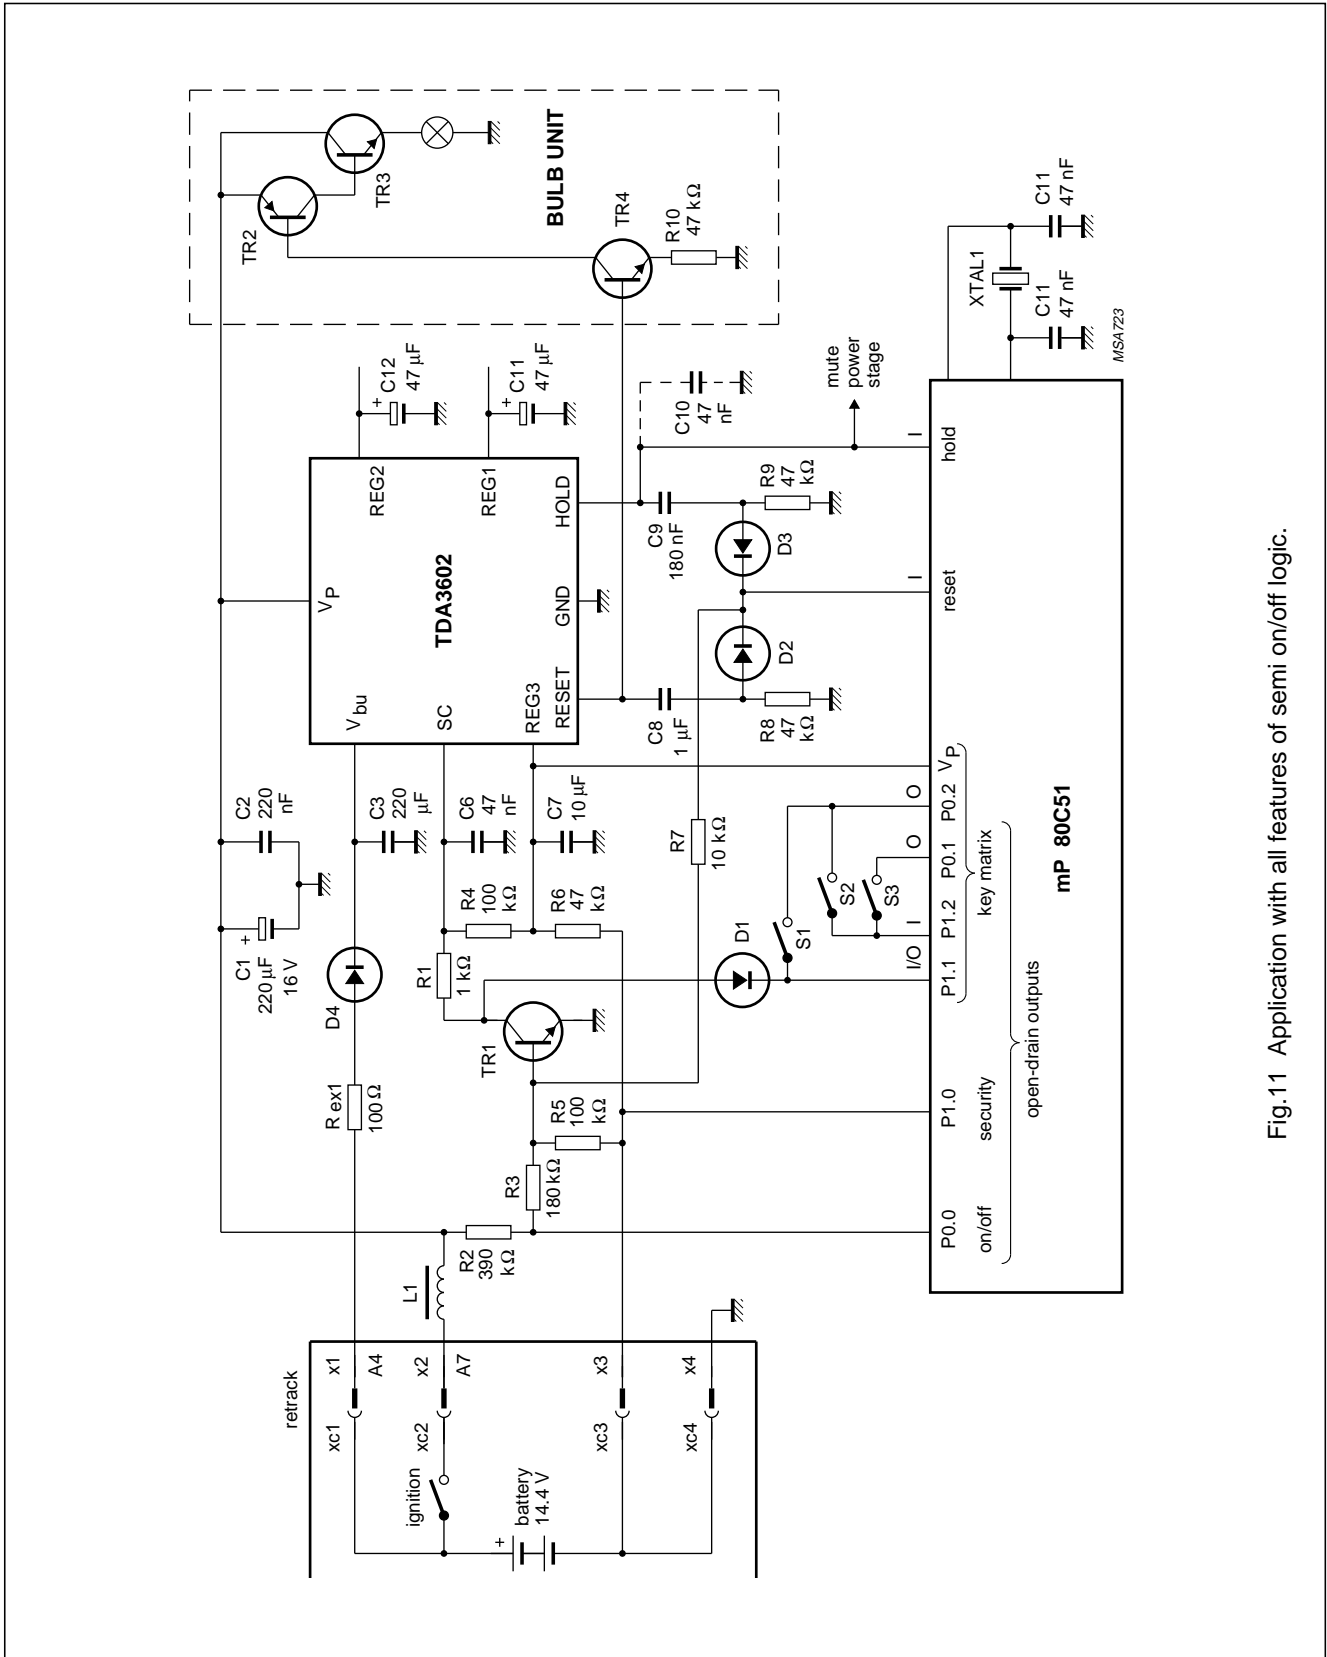 BULB UNIT
TR2
TR3
TR4
R10
47 kΩ
C12
47 µF
+
C11
47 µF
+
REG2
REG1
HOLD
VP
TDA3602
GND
Vbu
SC
REG3
RESET
C10
47
nF
mute
power
stage
C9
180 nF
R9
47
kΩ
D3
D2
C8
1 µF
R8
47
kΩ
C2
220
nF
C1
220 µF
16 V
+
C3
220
µF
C6
47
nF
C7
10 µF
D4
R4
100
kΩ
R6
47
kΩ
R1
1 kΩ
R7
10 kΩ
TR1
D1
S1
S2
S3
R ex1
100 Ω
R5
100
kΩ
R3
180 kΩ
R2
390
kΩ
L1
retrack
x1
A4
x2
A7
x3
x4
xc1
xc2
xc3
xc4
ignition
+
battery
14.4 V
XTAL1
C11
47 nF
C11
47 nF
MSA723
I
hold
I
reset
VP
O
P0.2
O
P0.1
I
P1.2
I/O
P1.1
key matrix
P1.0
security
P0.0
on/off
open-drain outputs
mP 80C51
Fig.11 Application with all features of semi on/off logic.